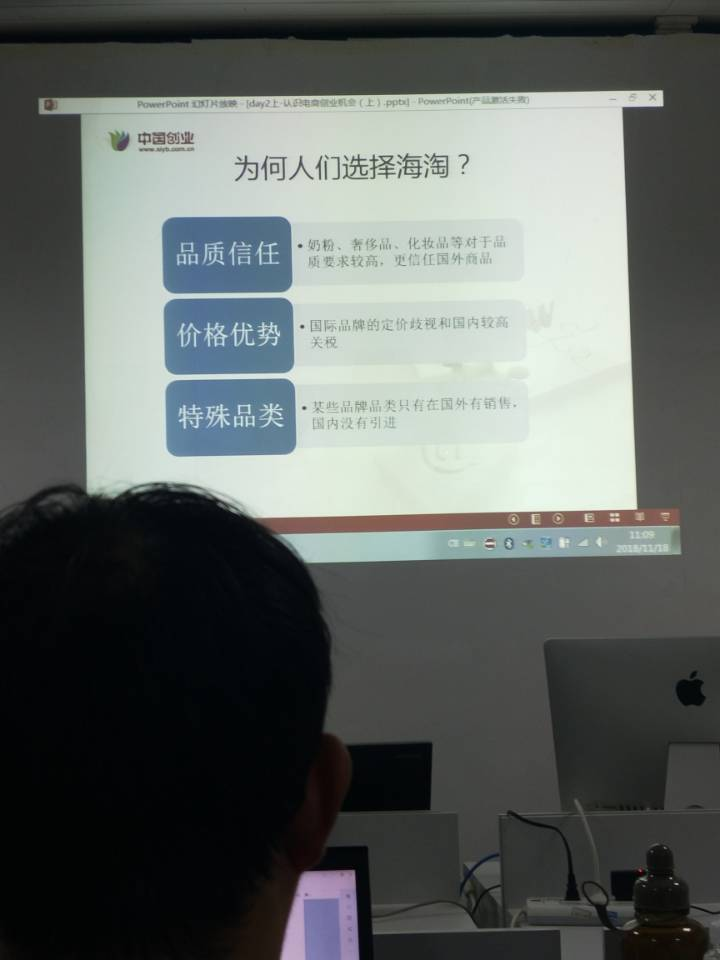 PowerPoint 幻灯片放映 - [day2上-认识电商创业机会（上）.pptx] - PowerPoint(产品激活失败)
中国创业
www.siyb.com.cn
为何人们选择海淘？
品质信任
• 奶粉、奢侈品、化妆品等对于品
质要求较高，更信任国外商品
价格优势
• 国际品牌的定价歧视和国内较高
关税
特殊品类
• 某些品牌品类只有在国外有销售，
国内没有引进
11:09
2018/11/18